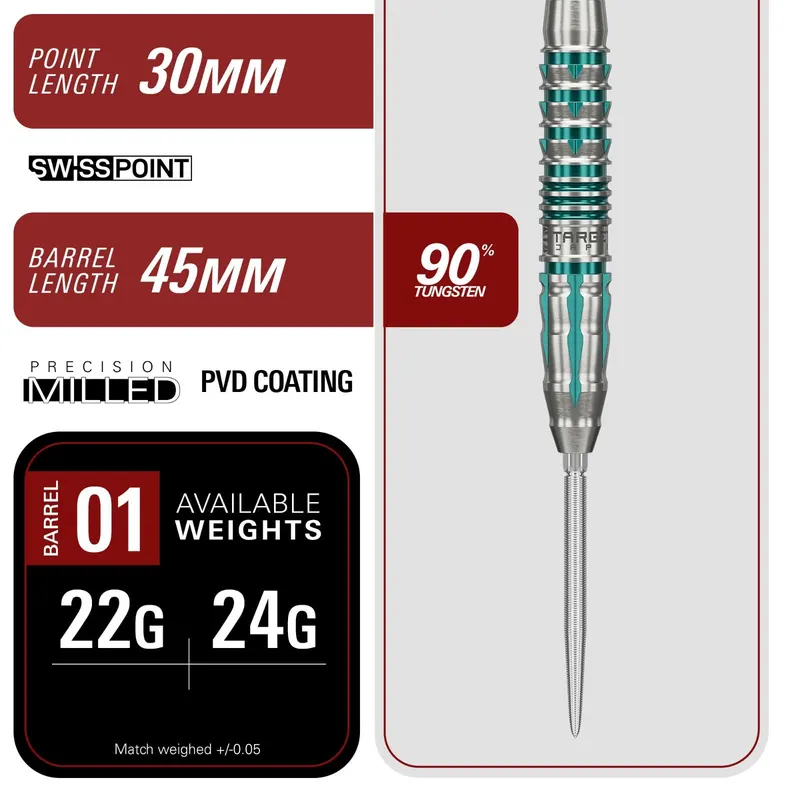 POINT
LENGTH
30MM
SWISSPOINT
BARREL
LENGTH
45MM
90%
TUNGSTEN
PRECISION
MILLED
PVD COATING
BARREL
01
AVAILABLE
WEIGHTS
22G
24G
Match weighed +/-0.05